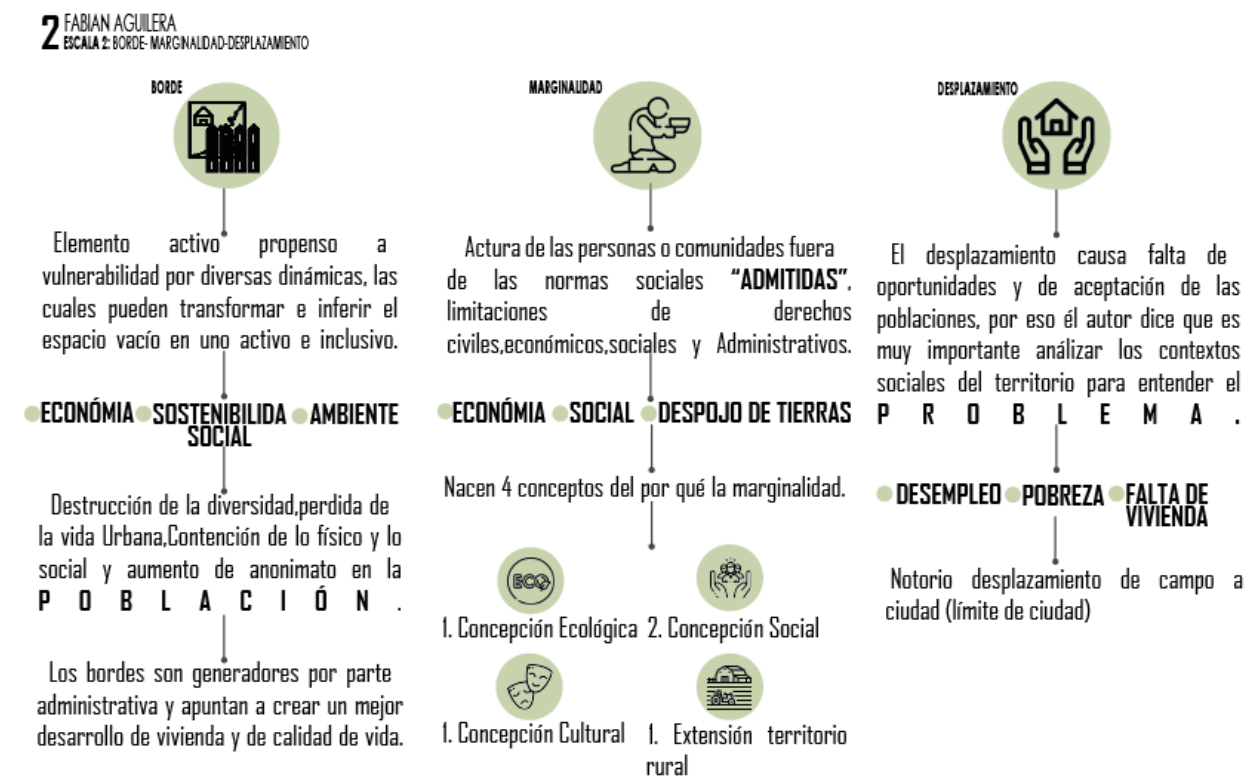 2 FABIAN AGUILERA
ESCALA 2: BORDE- MARGINALIDAD-DESPLAZAMIENTO
BORDE
Elemento activo propenso a
vulnerabilidad por diversas dinámicas, las
cuales pueden transformar e inferir el
espacio vacío en uno activo e inclusivo.
ECONÓMIA SOSTENIBILIDA AMBIENTE
SOCIAL
Destrucción de la diversidad,perdida de
la vida Urbana,Contención de lo físico y lo
social y aumento de anonimato en la
P O B L A C I Ó N .
Los bordes son generadores por parte
administrativa y apuntan a crear un mejor
desarrollo de vivienda y de calidad de vida.
MARGINALIDAD
Actura de las personas o comunidades fuera
de las normas sociales "ADMITIDAS",
limitaciones de derechos
civiles,económicos,sociales y Administrativos.
ECONÓMIA SOCIAL DESPOJO DE TIERRAS
Nacen 4 conceptos del por qué la marginalidad.
ECO
1. Concepción Ecológica 2. Concepción Social
1. Concepción Cultural 1. Extensión territorio
rural
DESPLAZAMIENTO
El desplazamiento causa falta de
oportunidades y de aceptación de las
poblaciones, por eso él autor dice que es
muy importante análizar los contextos
sociales del territorio para entender el
P R O B L E M A .
DESEMPLEO POBREZA FALTA DE
VIVIENDA
Notorio desplazamiento de campo a
ciudad (límite de ciudad)